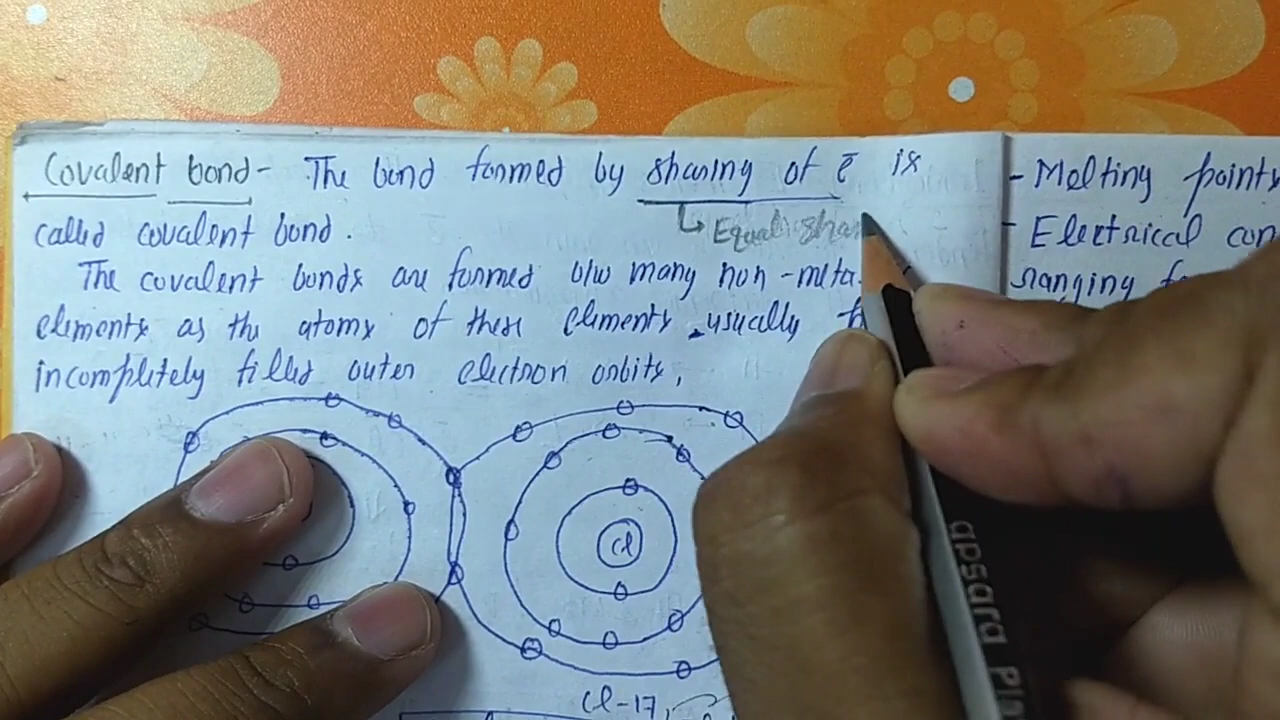 Covalent bond - The bond formed by sharing of ē is
Equal shar
called covalent bond.
The covalent bonds are formed b/w many non-meta
elements as the atoms of these elements usually
incompletely filled outer electron orbits,
Cl
Cl-17,
- Melting points
- Electrical con
ranging
apsara Pl